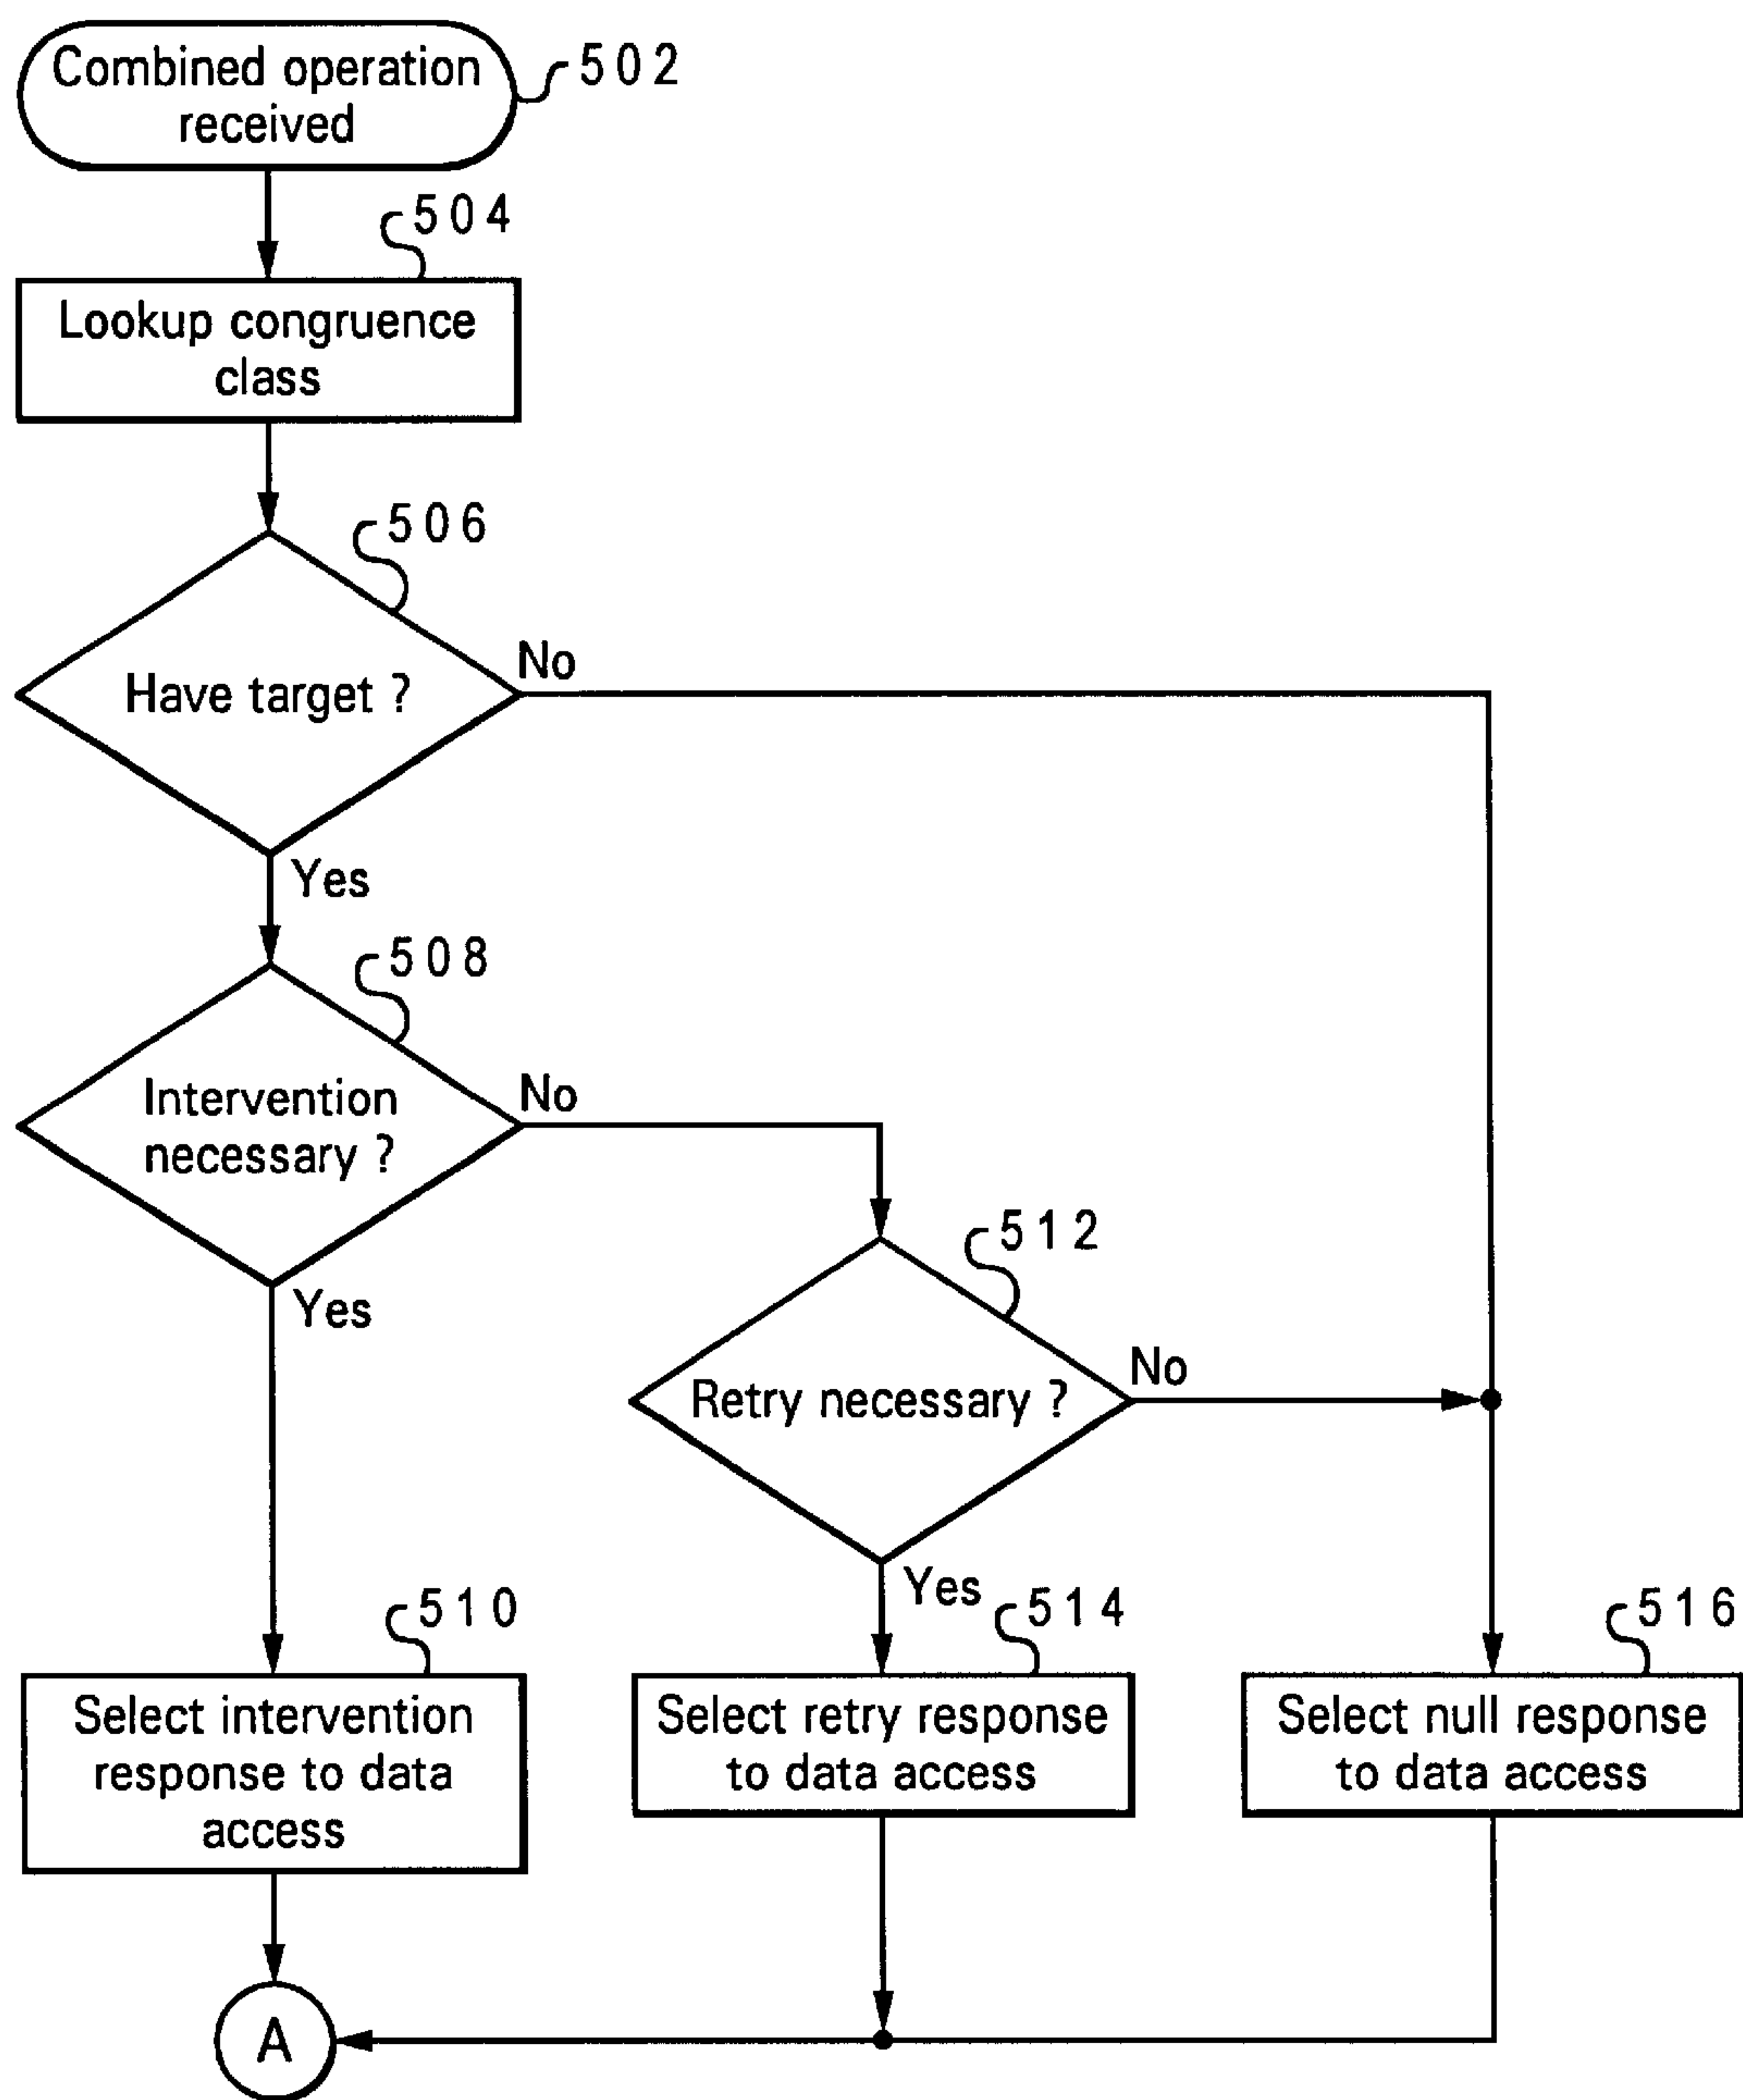 Combined operation
received
502
504
Lookup congruence
class
506
Have target ?
No
Yes
508
Intervention
necessary ?
No
Yes
512
Retry necessary ?
No
Yes
510
Select intervention
response to data
access
514
Select retry response
to data access
516
Select null response
to data access
A